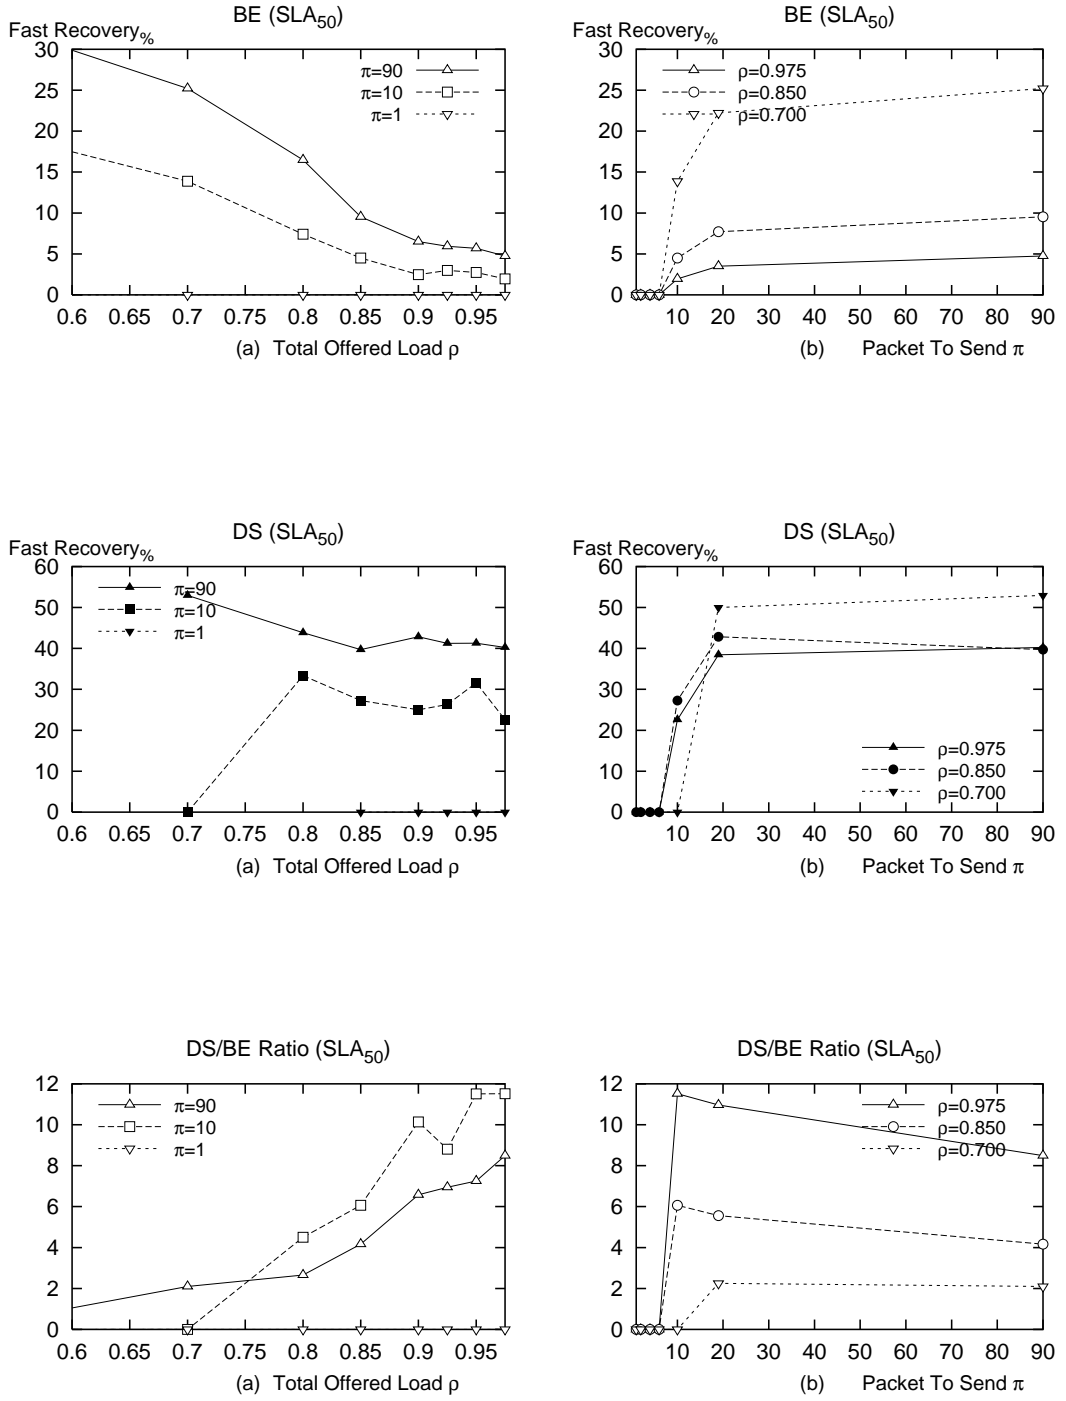 BE (SLA50)
Fast Recovery%
30
25
20
15
10
5
0
π=90
π=10
π=1
0.6 0.65 0.7 0.75 0.8 0.85 0.9 0.95
(a) Total Offered Load ρ
BE (SLA50)
Fast Recovery%
30
25
20
15
10
5
0
ρ=0.975
ρ=0.850
ρ=0.700
10 20 30 40 50 60 70 80 90
(b) Packet To Send π
DS (SLA50)
Fast Recovery%
60
50
40
30
20
10
0
π=90
π=10
π=1
0.6 0.65 0.7 0.75 0.8 0.85 0.9 0.95
(a) Total Offered Load ρ
DS (SLA50)
Fast Recovery%
60
50
40
30
20
10
0
ρ=0.975
ρ=0.850
ρ=0.700
10 20 30 40 50 60 70 80 90
(b) Packet To Send π
DS/BE Ratio (SLA50)
12
10
8
6
4
2
0
π=90
π=10
π=1
0.6 0.65 0.7 0.75 0.8 0.85 0.9 0.95
(a) Total Offered Load ρ
DS/BE Ratio (SLA50)
12
10
8
6
4
2
0
ρ=0.975
ρ=0.850
ρ=0.700
10 20 30 40 50 60 70 80 90
(b) Packet To Send π